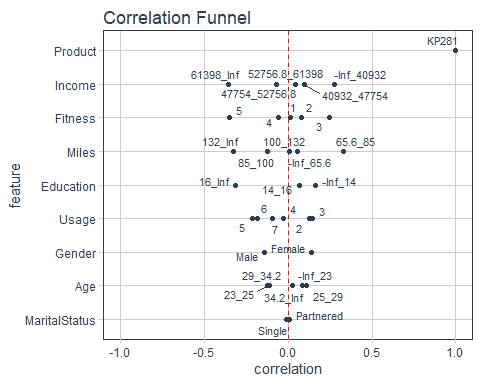 Correlation Funnel
KP281
Product
61398_Inf 52756.8_61398 -Inf_40932
Income
47754_52756.8 40932_47754
5 1 2
Fitness
4 3
132_Inf 100_132 65.6_85
Miles
85_100 -Inf_65.6
16_Inf -Inf_14
Education
14_16
6 4 3
Usage
5 7 2
Female
Gender
Male
29_34.2 -Inf_23
Age
23_25 34.2_Inf 25_29
Partnered
MaritalStatus
Single
feature
-1.0 -0.5 0.0 0.5 1.0
correlation